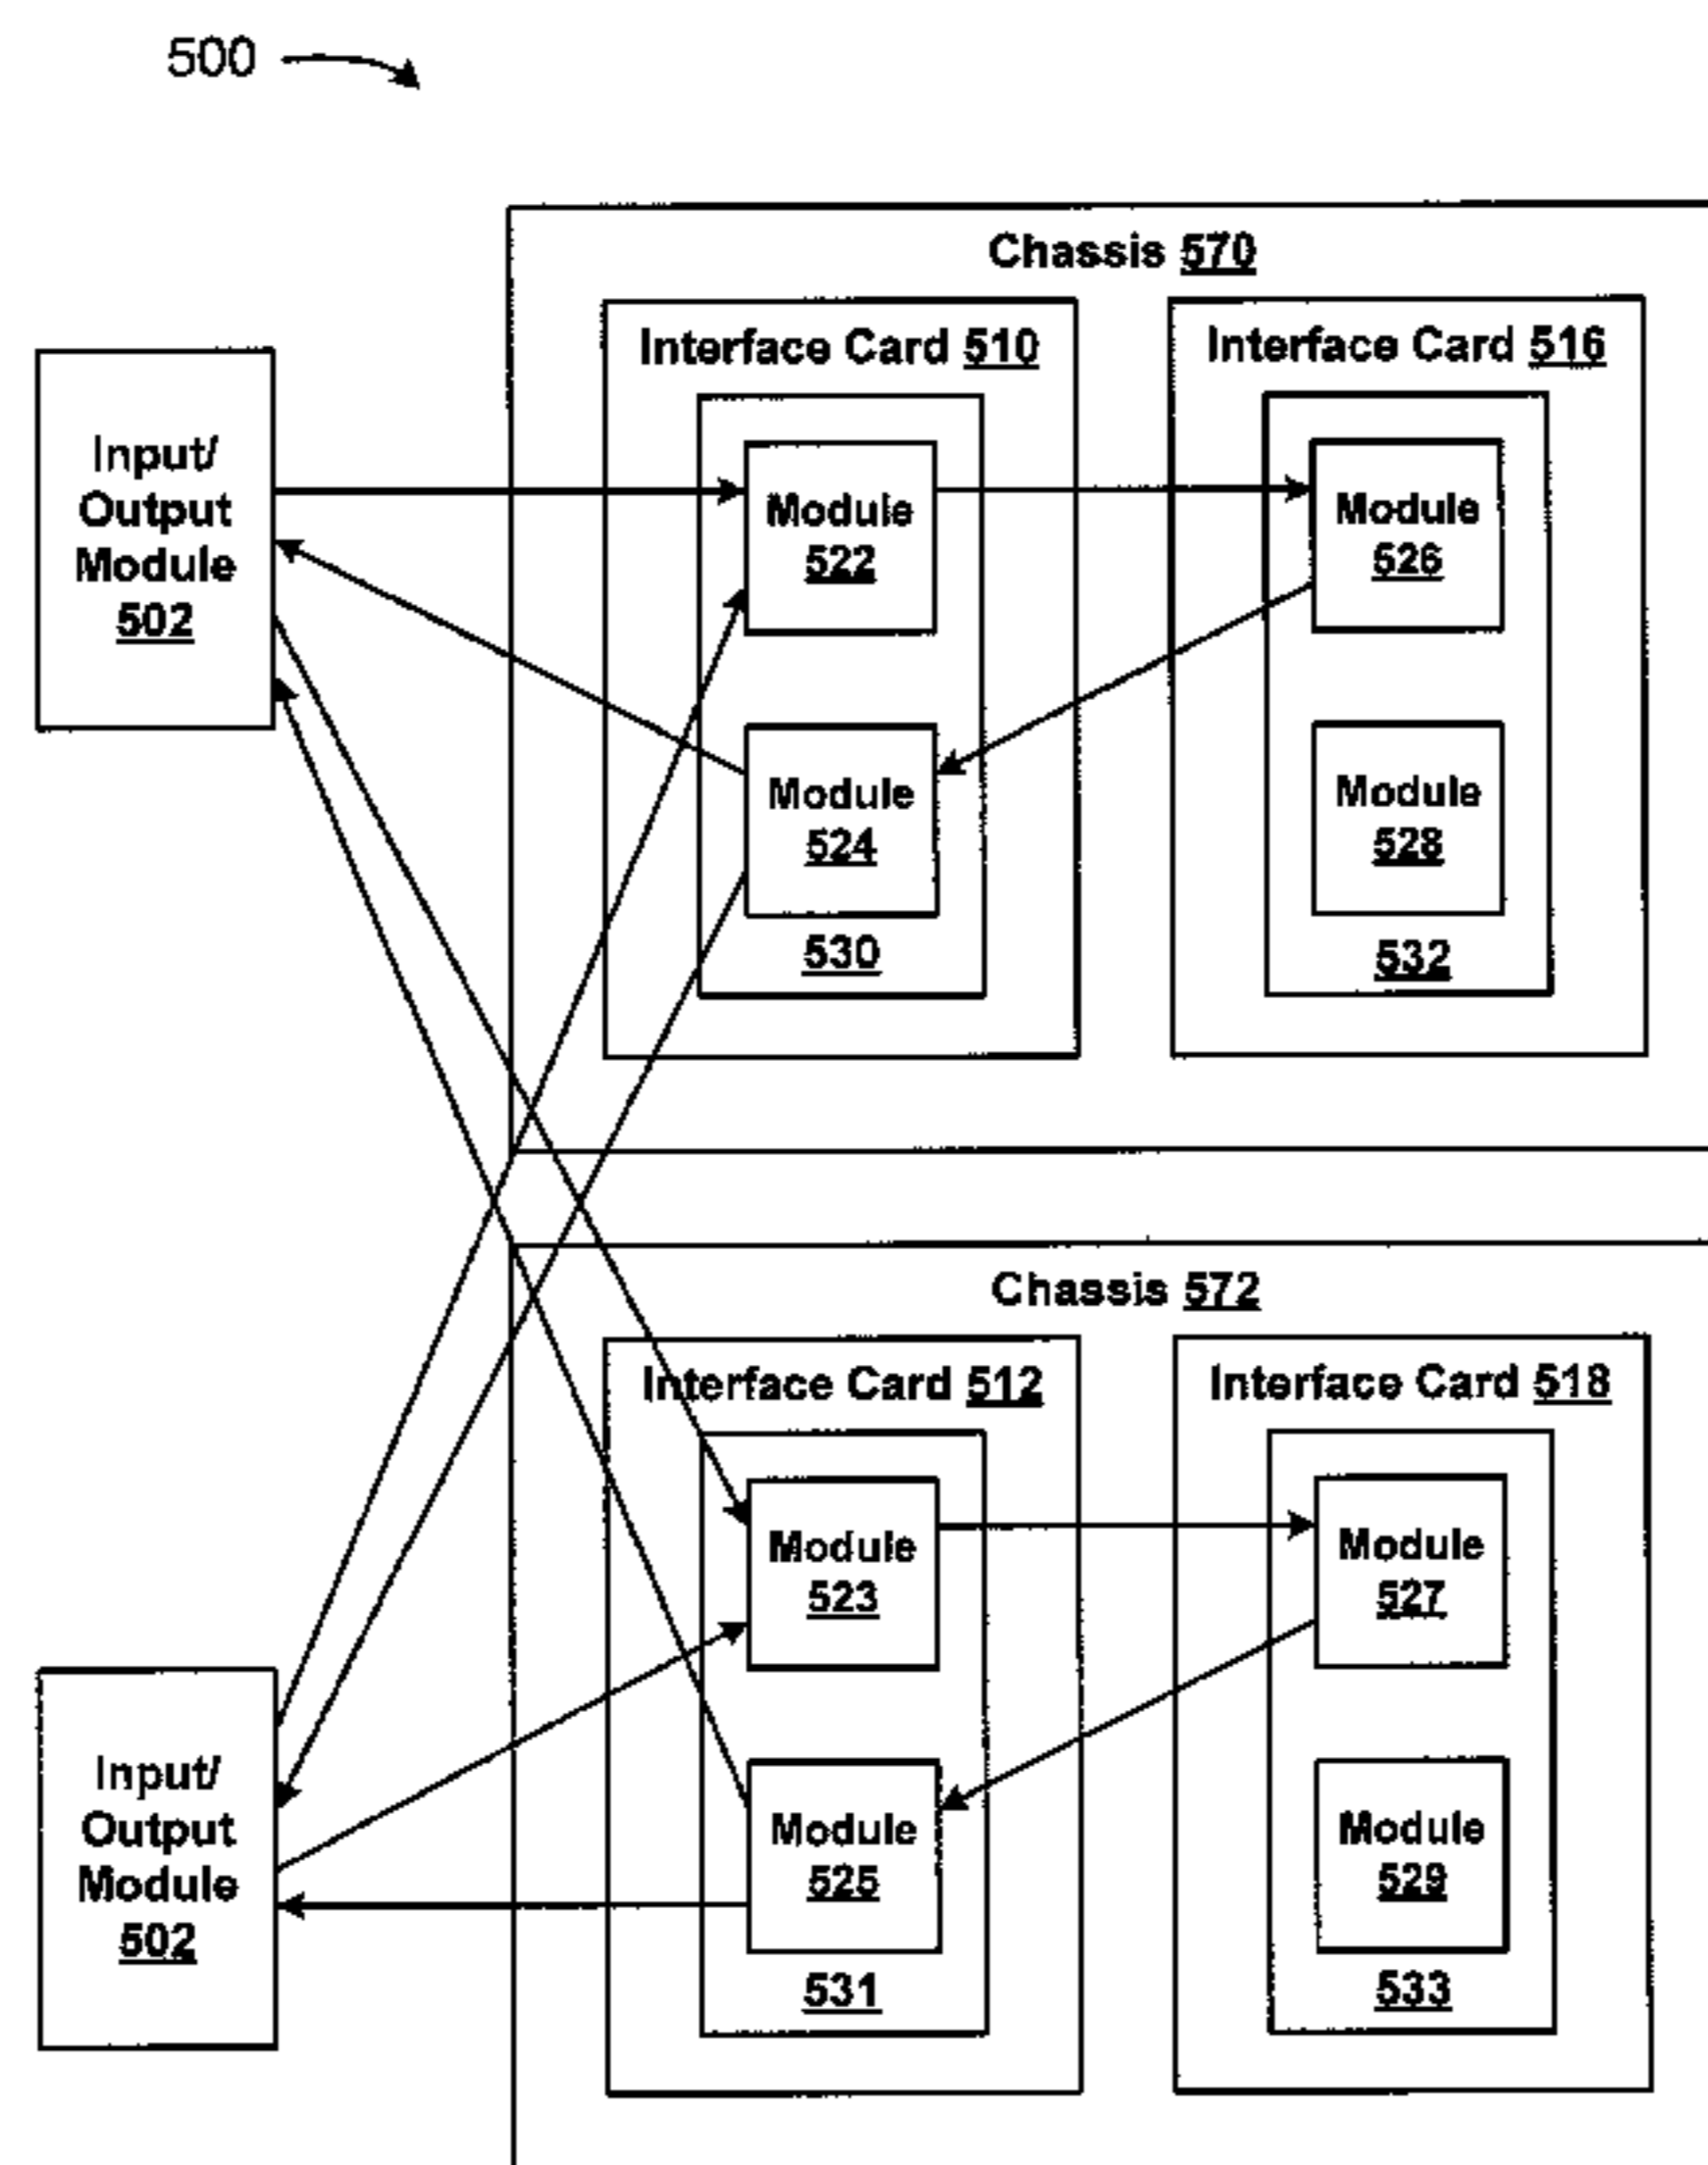 500
Chassis 570
Interface Card 510
Interface Card 516
Input/
Output
Module
502
Module
522
Module
526
Module
524
Module
528
530
532
Chassis 572
Interface Card 512
Interface Card 518
Module
523
Module
527
Input/
Output
Module
502
Module
525
Module
529
531
533